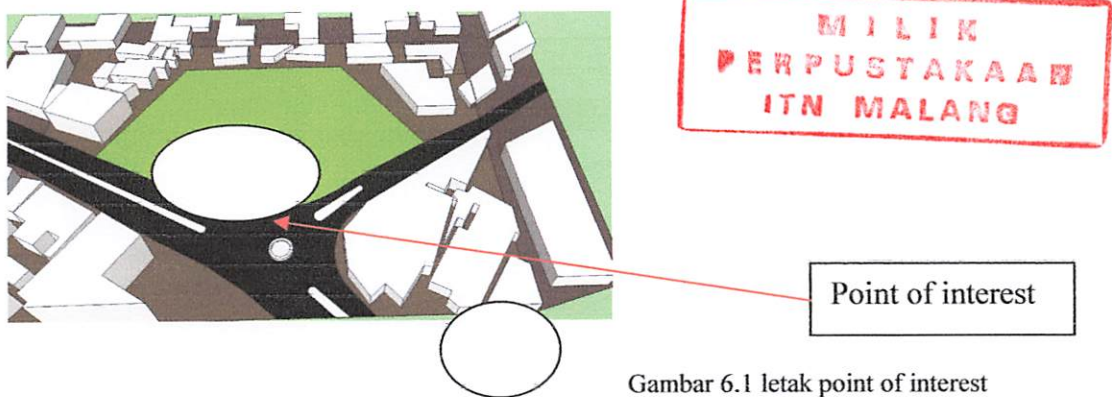 MILIK
PERPUSTAKAAN
ITN MALANG
Point of interest
Gambar 6.1 letak point of interest